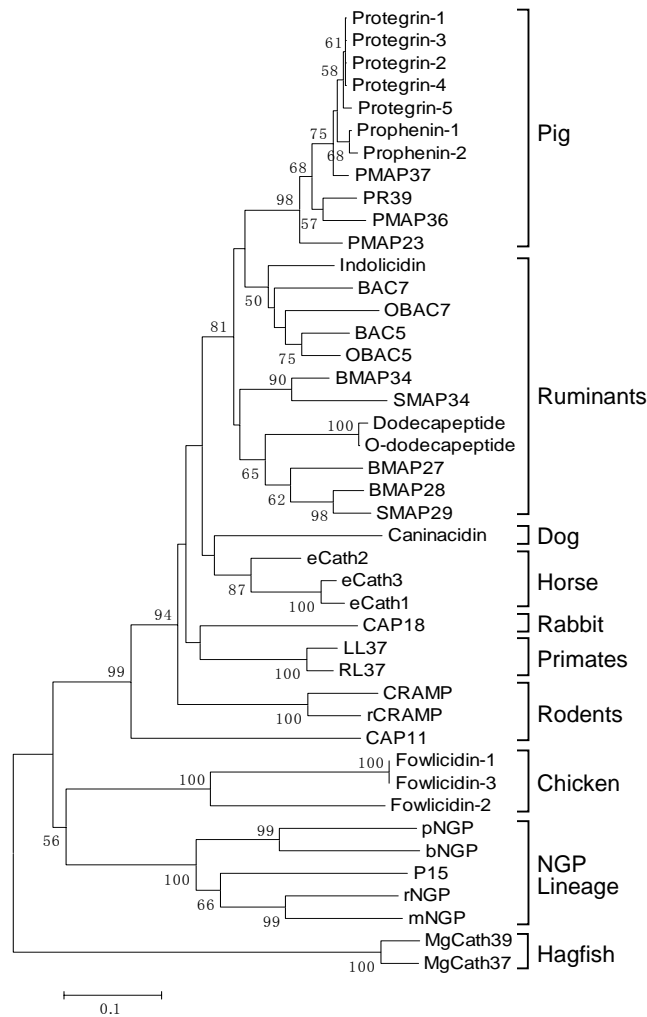 Protegrin-1
61
Protegrin-3
Protegrin-2
58
Protegrin-4
Protegrin-5
75
Prophenin-1
68
Prophenin-2
68
PMAP37
98
PR39
57
PMAP36
PMAP23
Pig
Indolicidin
50
BAC7
OBAC7
81
BAC5
75
OBAC5
90
BMAP34
SMAP34
100
Dodecapeptide
O-dodecapeptide
65
BMAP27
62
BMAP28
98
SMAP29
Ruminants
Caninacidin
Dog
eCath2
87
eCath3
100
eCath1
Horse
94
CAP18
Rabbit
LL37
100
RL37
Primates
99
CRAMP
100
rCRAMP
CAP11
Rodents
100
Fowlicidin-1
100
Fowlicidin-3
Fowlicidin-2
Chicken
56
99
pNGP
bNGP
100
P15
66
rNGP
99
mNGP
NGP
Lineage
MgCath39
100
MgCath37
Hagfish
0.1